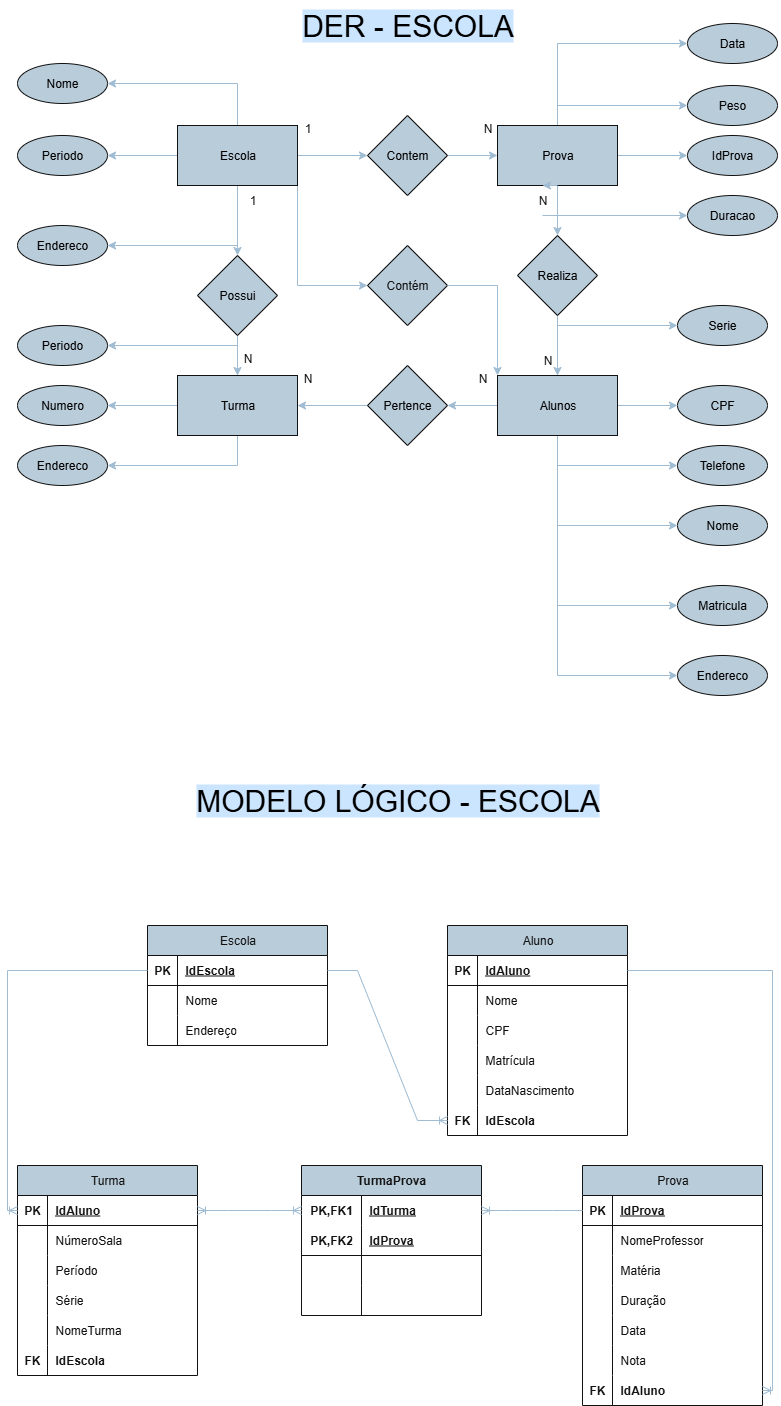 DER - ESCOLA
Data
Nome
Peso
1
N
Periodo
Escola
Contem
Prova
IdProva
1
N
Duracao
Endereco
Possui
Contém
Realiza
Serie
Periodo
N
N
N
N
Numero
Turma
Pertence
Alunos
CPF
Endereco
Telefone
Nome
Matricula
Endereco
MODELO LÓGICO - ESCOLA
Escola
PK IdEscola
Nome
Endereço
Aluno
PK IdAluno
Nome
CPF
Matrícula
DataNascimento
FK IdEscola
Turma
PK IdAluno
NúmeroSala
Período
Série
NomeTurma
FK IdEscola
TurmaProva
PK,FK1 IdTurma
PK,FK2 IdProva
Prova
PK IdProva
NomeProfessor
Matéria
Duração
Data
Nota
FK IdAluno